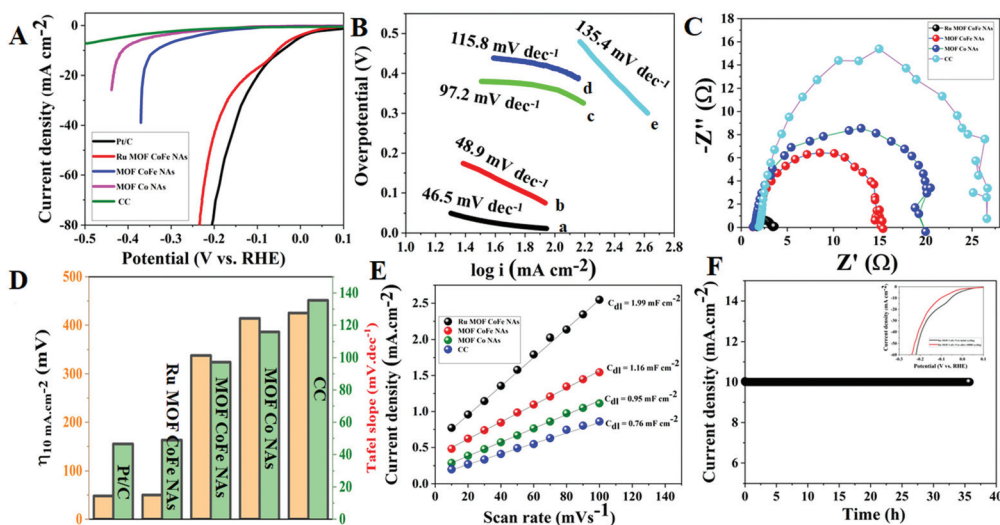 A
Current density (mA cm⁻²)
0
-20
-40
-60
-80
Pt/C
Ru MOF CoFe NAs
MOF CoFe NAs
MOF Co NAs
CC
-0.5
-0.4
-0.3
-0.2
-0.1
-0.0
0.1
Potential (V vs. RHE)
B
Overpotential (V)
0.5
0.4
0.3
0.2
0.1
0.0
115.8 mV dec⁻¹
135.4 mV dec⁻¹
97.2 mV dec⁻¹
48.9 mV dec⁻¹
46.5 mV dec⁻¹
a
b
c
d
e
1.0
1.2
1.4
1.6
1.8
2.0
2.2
2.4
2.6
2.8
log i (mA cm⁻²)
C
-Z" (Ω)
18
16
14
12
10
8
6
4
2
0
Ru MOF CoFe NAs
MOF CoFe NAs
MOF Co NAs
CC
0
5
10
15
20
25
Z' (Ω)
D
η10 mA.cm⁻² (mV)
450
400
350
300
250
200
150
100
50
0
Pt/C
Ru MOF
CoFe NAs
MOF CoFe NAs
MOF Co NAs
CC
140
120
100
80
60
40
20
0
Tafel slope (mV.dec⁻¹)
E
Current density (mA.cm⁻²)
2.5
2.0
1.5
1.0
0.5
0.0
Ru MOF CoFe NAs
MOF CoFe NAs
MOF Co NAs
CC
Cdl = 1.99 mF cm⁻²
Cdl = 1.16 mF cm⁻²
Cdl = 0.95 mF cm⁻²
Cdl = 0.76 mF cm⁻²
0
20
40
60
80
100
120
140
Scan rate (mVs⁻¹)
F
Current density (mA.cm⁻²)
14
12
10
8
6
Current density (mA cm⁻²)
Potential (V vs. RHE)
0
5
10
15
20
25
30
35
40
Time (h)